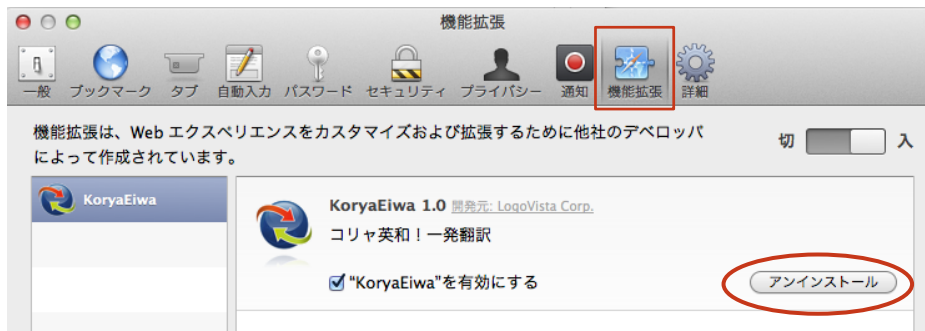 機能拡張
一般 ブックマーク タブ 自動入力 パスワード セキュリティ プライバシー 通知 機能拡張 詳細
機能拡張は、Web エクスペリエンスをカスタマイズおよび拡張するために他社のデベロッパ
によって作成されています。
切 入
KoryaEiwa
KoryaEiwa 1.0 開発元: LogoVista Corp.
コリャ英和！一発翻訳
“KoryaEiwa”を有効にする
アンインストール